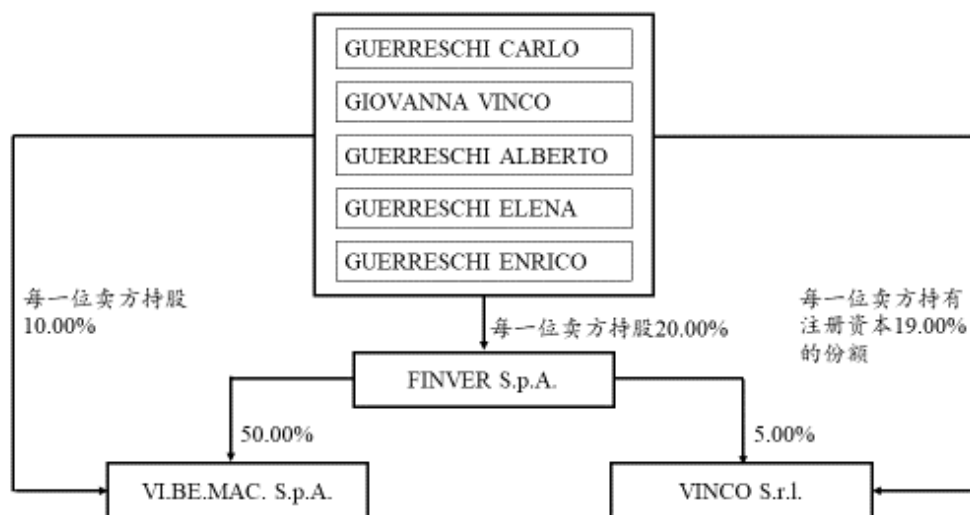 GUERRESCHI CARLO
GIOVANNA VINCO
GUERRESCHI ALBERTO
GUERRESCHI ELENA
GUERRESCHI ENRICO
每一位卖方持股
10.00%
每一位卖方持股20.00%
每一位卖方持有
注册资本19.00%
的份额
FINVER S.p.A.
50.00%
5.00%
VI.BE.MAC. S.p.A.
VINCO S.r.l.